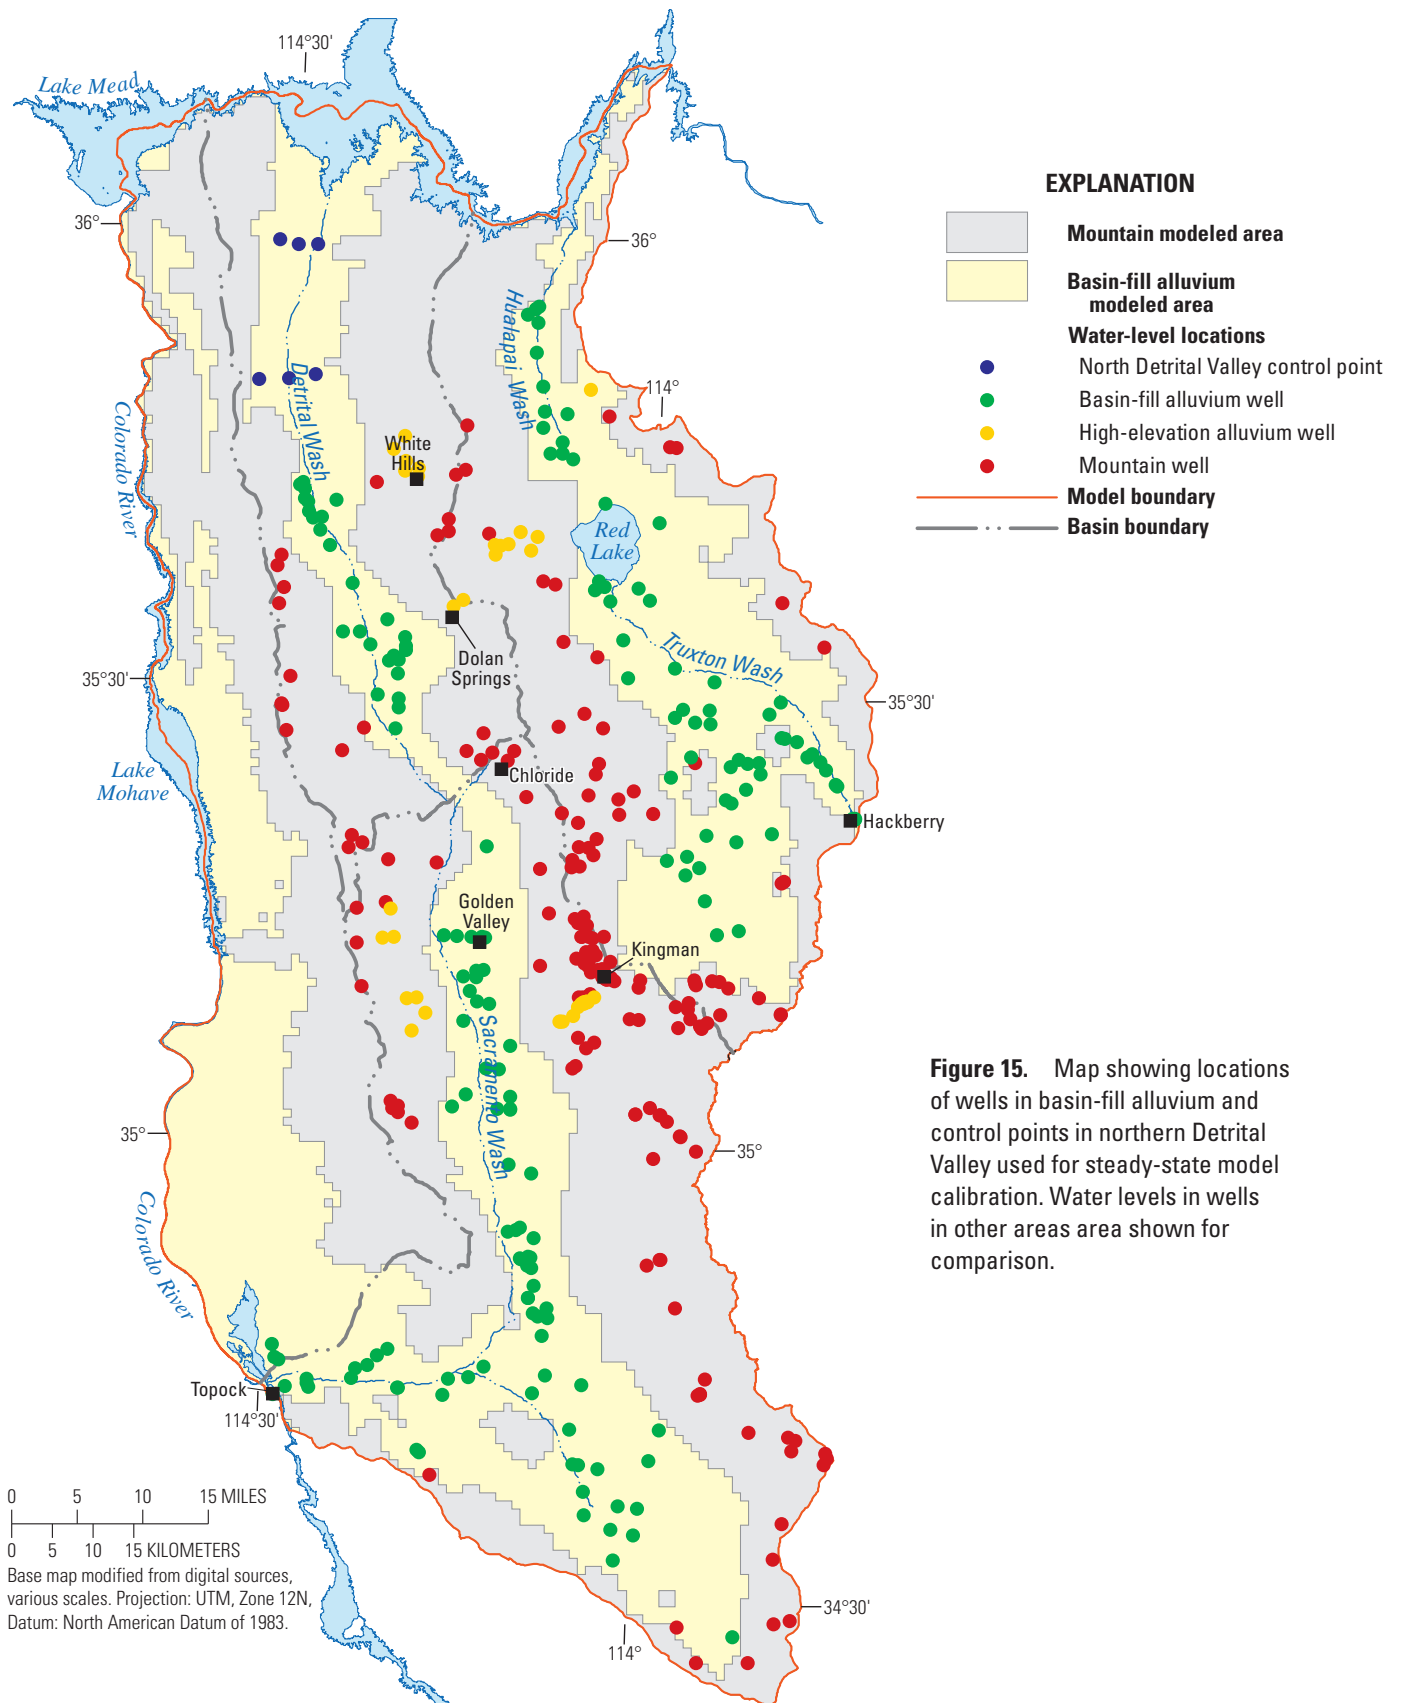 114°30'
Lake Mead
36°
36°
Hualapai Wash
Detrital Wash
114°
Colorado River
White
Hills
Red
Lake
Dolan
Springs
Truxton Wash
35°30'
35°30'
Lake
Mohave
Chloride
Hackberry
Golden
Valley
Kingman
Sacramento Wash
35°
35°
Colorado River
Topock
114°30'
34°30'
114°
0 5 10 15 MILES
0 5 10 15 KILOMETERS
Base map modified from digital sources,
various scales. Projection: UTM, Zone 12N,
Datum: North American Datum of 1983.
EXPLANATION
Mountain modeled area
Basin-fill alluvium
modeled area
Water-level locations
North Detrital Valley control point
Basin-fill alluvium well
High-elevation alluvium well
Mountain well
Model boundary
Basin boundary
Figure 15. Map showing locations
of wells in basin-fill alluvium and
control points in northern Detrital
Valley used for steady-state model
calibration. Water levels in wells
in other areas area shown for
comparison.